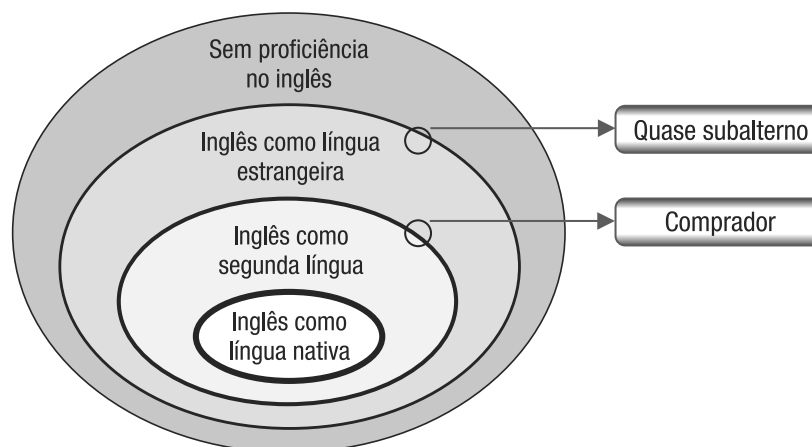 Sem proficiência
no inglês
Inglês como língua
estrangeira
Inglês como
segunda língua
Inglês como
língua nativa
Quase subalterno
Comprador